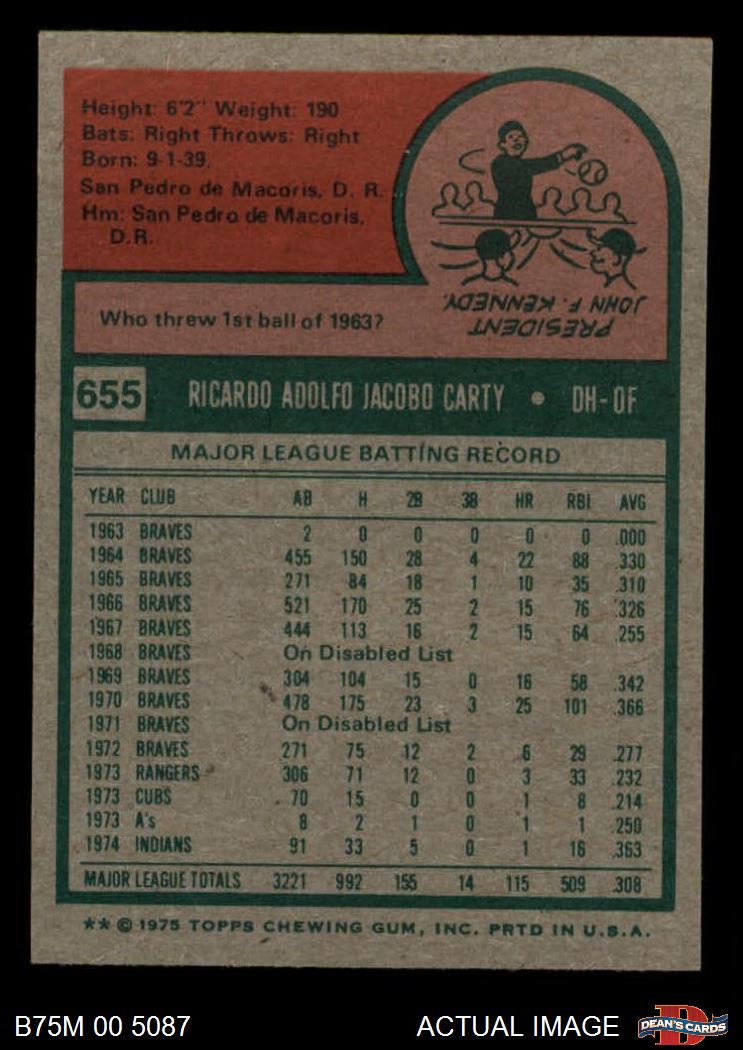 Height: 6'2" Weight: 190
Bats: Right Throws: Right
Born: 9-1-39,
San Pedro de Macoris, D. R.
Hm: San Pedro de Macoris,
D.R.
Who threw 1st ball of 1963?
PRESIDENT
JOHN F. KENNEDY.
655 RICARDO ADOLFO JACOBO CARTY • DH-OF
MAJOR LEAGUE BATTING RECORD
YEAR CLUB AB H 2B 3B HR RBI AVG
1963 BRAVES 2 0 0 0 0 0 .000
1964 BRAVES 455 150 28 4 22 88 .330
1965 BRAVES 271 84 18 1 10 35 .310
1966 BRAVES 521 170 25 2 15 76 .326
1967 BRAVES 444 113 16 2 15 64 .255
1968 BRAVES On Disabled List
1969 BRAVES 304 104 15 0 16 58 .342
1970 BRAVES 478 175 23 3 25 101 .366
1971 BRAVES On Disabled List
1972 BRAVES 271 75 12 2 6 29 .277
1973 RANGERS 306 71 12 0 3 33 .232
1973 CUBS 70 15 0 0 1 8 .214
1973 A's 8 2 1 0 1 1 .250
1974 INDIANS 91 33 5 0 1 16 .363
MAJOR LEAGUE TOTALS 3221 992 155 14 115 509 .308
** © 1975 TOPPS CHEWING GUM, INC. PRTD IN U.S.A.
B75M 00 5087 ACTUAL IMAGE D DEAN'S CARDS